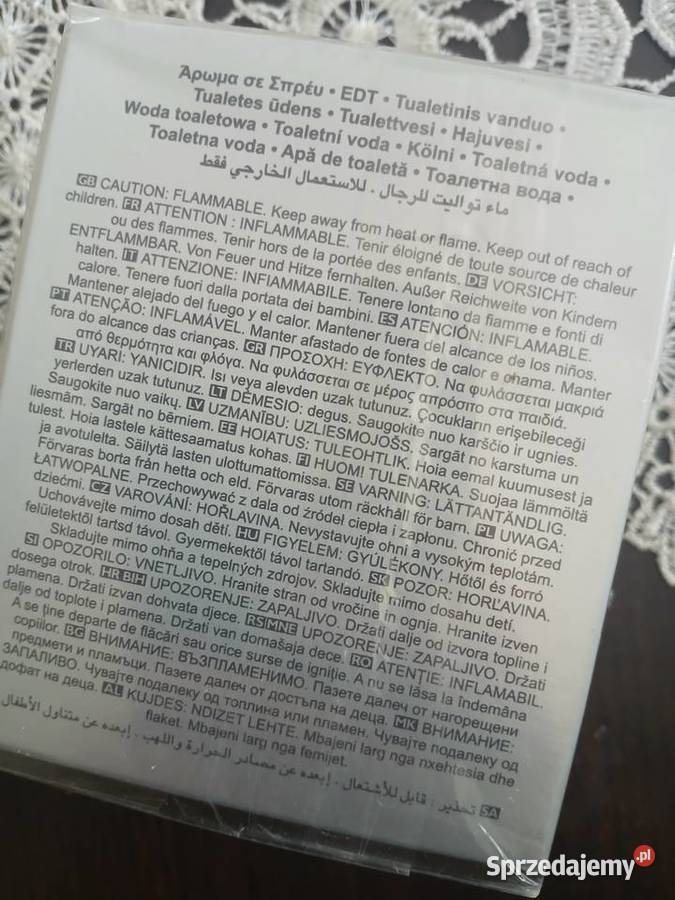 Άρωμα σε Σπρέυ • EDT • Tualetinis vanduo •
Tualetes ūdens • Tualettvesi • Hajuvesi •
Woda toaletowa • Toaletní voda • Kölni • Toaletná voda •
Toaletna voda • Apă de toaletă • Тоалетна вода •
ماء تواليت للرجال . للاستعمال الخارجي فقط
GB CAUTION: FLAMMABLE. Keep away from heat or flame. Keep out of reach of
children. FR ATTENTION : INFLAMMABLE. Tenir éloigné de toute source de chaleur
ou des flammes. Tenir hors de la portée des enfants. DE VORSICHT:
ENTFLAMMBAR. Von Feuer und Hitze fernhalten. Außer Reichweite von Kindern
halten. IT ATTENZIONE: INFIAMMABILE. Tenere lontano da fiamme e fonti di
calore. Tenere fuori dalla portata dei bambini. ES ATENCIÓN: INFLAMABLE.
Mantener alejado del fuego y el calor. Mantener fuera del alcance de los niños.
PT ATENÇÃO: INFLAMÁVEL. Manter afastado de fontes de calor e chama. Manter
fora do alcance das crianças. GR ΠΡΟΣΟΧΗ: ΕΥΦΛΕΚΤΟ. Να φυλάσσεται μακριά
από θερμότητα και φλόγα. Να φυλάσσεται σε μέρος απρόσιτο στα παιδιά.
TR UYARI: YANICIDIR. Isı veya alevden uzak tutunuz. Çocukların erişebileceği
yerlerden uzak tutunuz. LT DĖMESIO: degus. Saugokite nuo karščio ir ugnies.
Saugokite nuo vaikų. LV UZMANĪBU: UZLIESMOJOŠS. Sargāt no karstuma un
liesmām. Sargāt no bērniem. EE HOIATUS: TULEOHTLIK. Hoia eemal kuumusest ja
tulest. Hoia lastele kättesaamatus kohas. FI HUOM! TULENARKA. Suojaa lämmöltä
ja avotulelta. Säilytä lasten ulottumattomissa. SE VARNING: LÄTTANTÄNDLIG.
Förvaras borta från hetta och eld. Förvaras utom räckhåll för barn. PL UWAGA:
ŁATWOPALNE. Przechowywać z dala od źródeł ciepła i zapłonu. Chronić przed
dziećmi. CZ VAROVÁNÍ: HOŘLAVINA. Nevystavujte ohni a vysokým teplotám.
Uchovávejte mimo dosah dětí. HU FIGYELEM: GYÚLÉKONY. Hőtől és forró
felületektől tartsd távol. Gyermekektől távol tartandó. SK POZOR: HORĽAVINA.
Skladujte mimo ohňa a tepelných zdrojov. Skladujte mimo dosahu detí.
SI OPOZORILO: VNETLJIVO. Hranite stran od vročine in ognja. Hranite izven
dosega otrok. HR BIH UPOZORENJE: ZAPALJIVO. Držati dalje od izvora topline i
plamena. Držati izvan dohvata djece. RS/MNE UPOZORENJE: ZAPALJIVO. Držati
dalje od toplote i plamena. Držati van domašaja dece. RO ATENȚIE: INFLAMABIL.
A se ține departe de flăcări sau orice surse de igniție. A nu se lăsa la îndemâna
copiilor. BG ВНИМАНИЕ: ВЪЗПЛАМЕНИМО. Пазете далеч от нагорещени
предмети и пламъци. Пазете далеч от достъпа на деца. MK ВНИМАНИЕ:
ЗАПАЛИВО. Чувајте подалеку од топлина или пламен. Чувајте подалеку од
дофат на деца. AL KUJDES: NDIZET LEHTE. Mbajeni larg nga nxehtesia dhe
flaket. Mbajeni larg nga femijet.
SA تحذير : قابل للأشتعال . إبعده عن مصادر الحرارة واللهب . إبعده عن متناول الأطفال
Sprzedajemy.pl